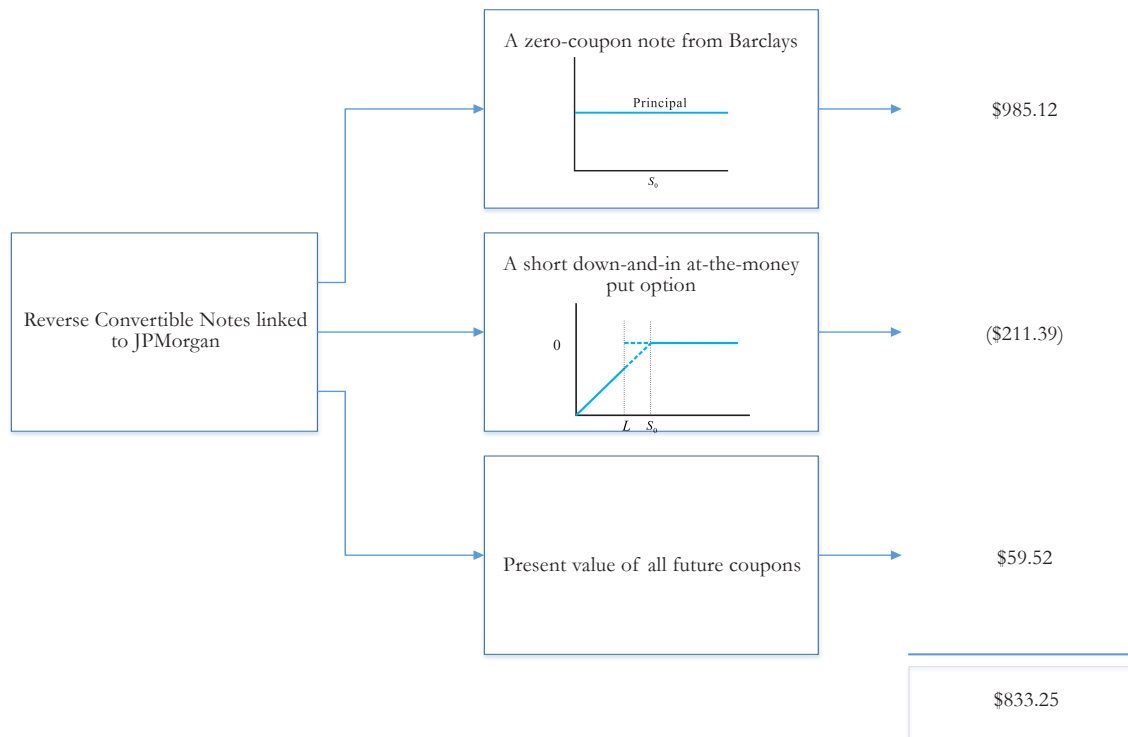 A zero-coupon note from Barclays
Principal
S₀
$985.12
Reverse Convertible Notes linked
to JPMorgan
A short down-and-in at-the-money
put option
0
L
S₀
($211.39)
Present value of all future coupons
$59.52
$833.25